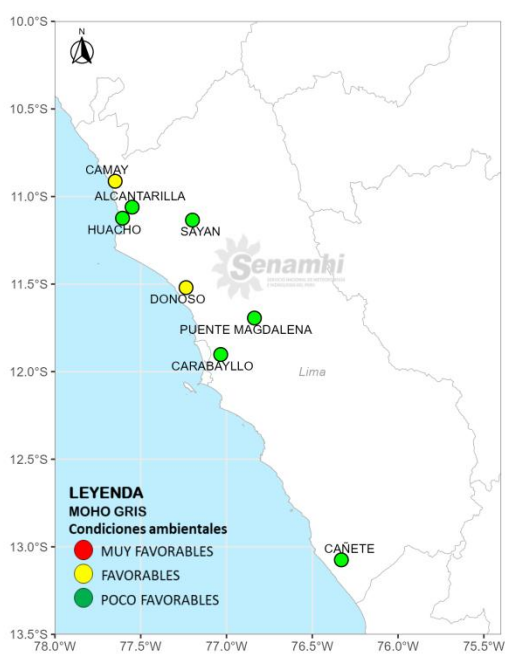 10.0°S
10.5°S
11.0°S
11.5°S
12.0°S
12.5°S
13.0°S
13.5°S
78.0°W
77.5°W
77.0°W
76.5°W
76.0°W
75.5°W
N
CAMAY
ALCANTARILLA
HUACHO
SAYAN
Senamhi
DONOSO
PUENTE MAGDALENA
CARABAYLLO
Lima
CAÑETE
LEYENDA
MOHO GRIS
Condiciones ambientales
MUY FAVORABLES
FAVORABLES
POCO FAVORABLES